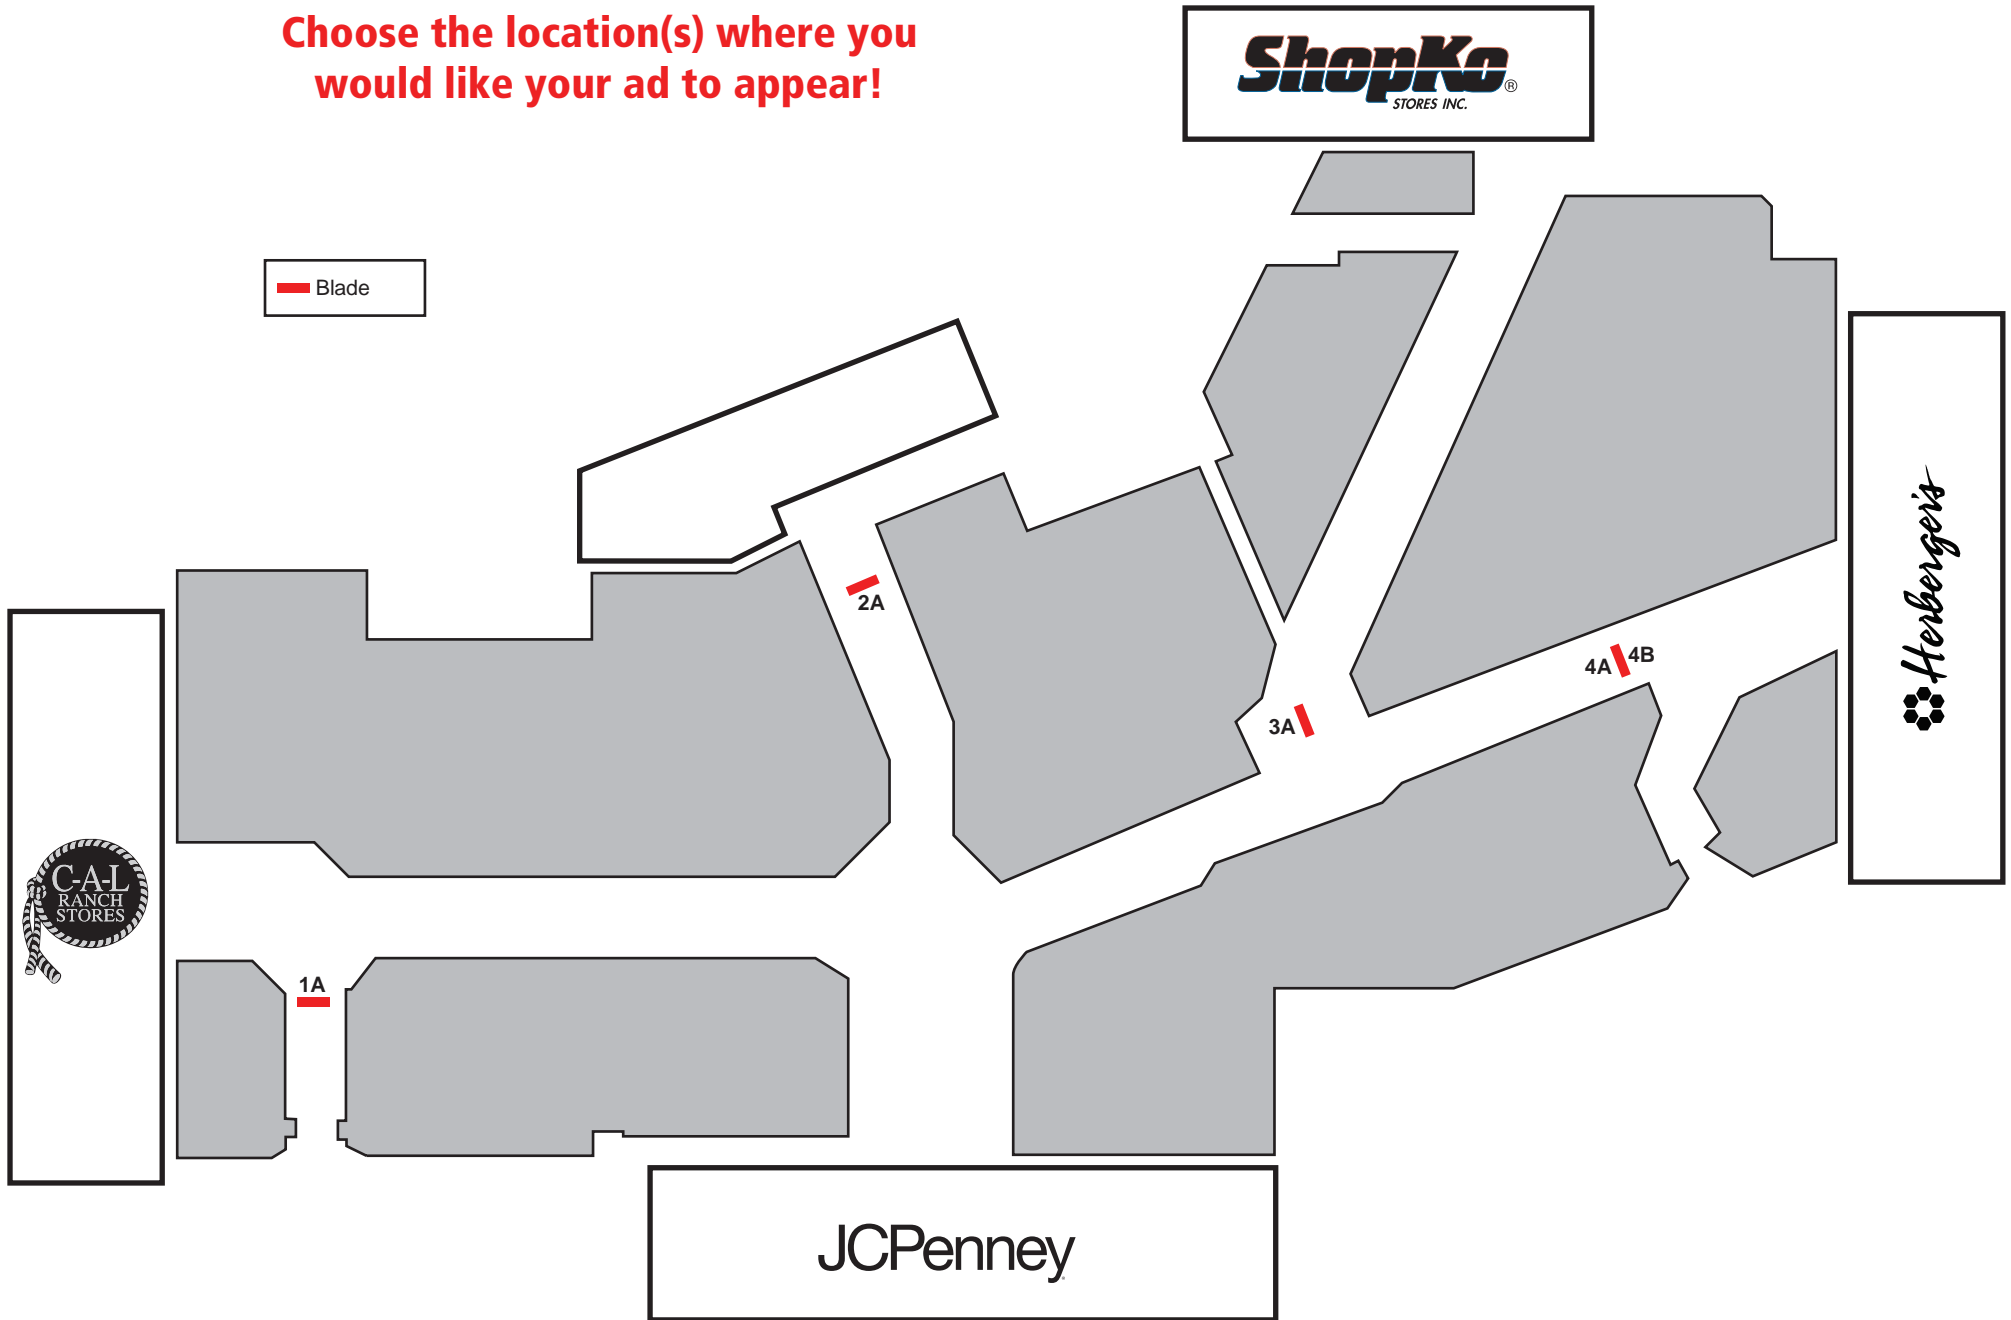 Choose the location(s) where you
would like your ad to appear!
ShopKo®
STORES INC.
Blade
Herberger's
2A
4A
4B
3A
C-A-L
RANCH
STORES
1A
JCPenney